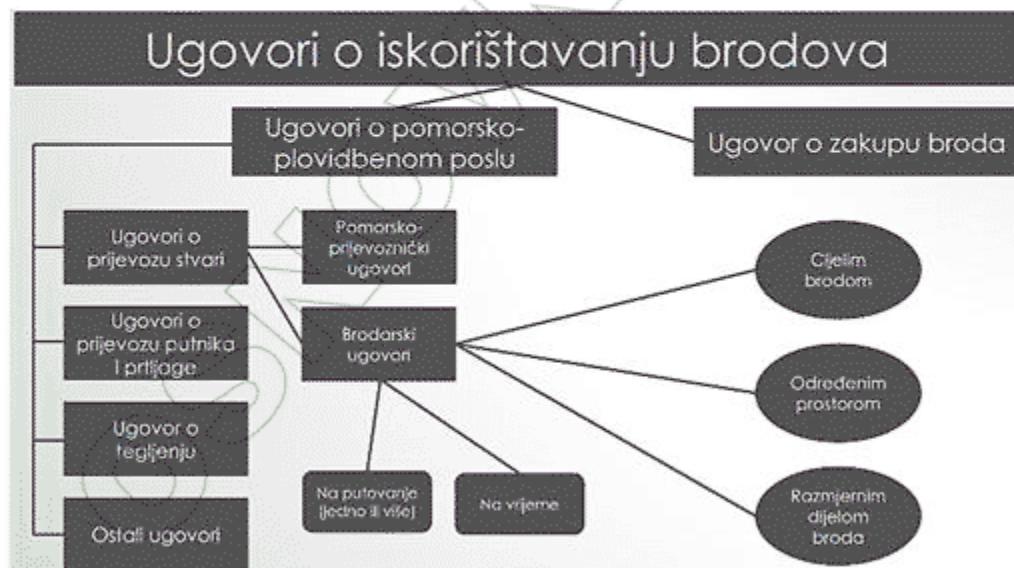 Ugovori o iskorištavanju brodova
Ugovori o pomorsko-
plovidbenom poslu
Ugovor o zakupu broda
Ugovori o
prijevozu stvari
Pomorsko-
prijevoznički
ugovori
Cijelim
brodom
Ugovori o
prijevozu putnika
i prtljage
Brodarski
ugovori
Određenim
prostorom
Ugovor o
tegljenju
Na putovanje
(jedno ili više)
Na vrijeme
Razmjernim
dijelom
broda
Ostali ugovori